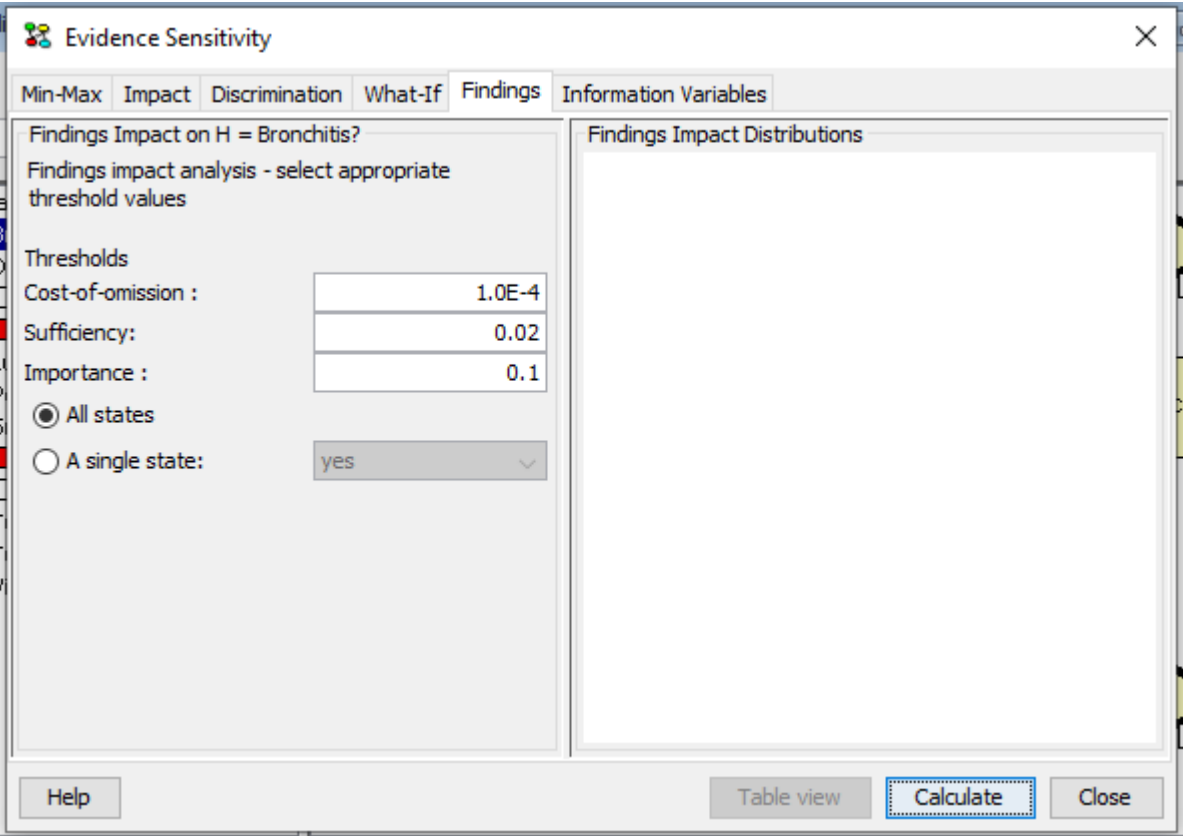 Evidence Sensitivity
Min-Max Impact Discrimination What-If Findings Information Variables
Findings Impact on H = Bronchitis?
Findings impact analysis - select appropriate
threshold values
Thresholds
Cost-of-omission : 1.0E-4
Sufficiency: 0.02
Importance : 0.1
All states
A single state: yes
Findings Impact Distributions
Help Table view Calculate Close